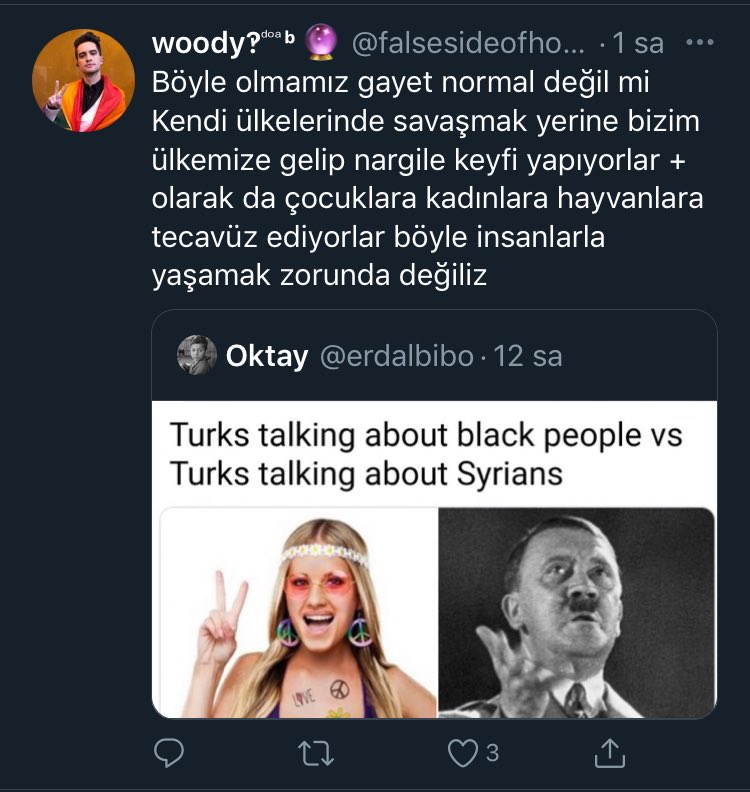 woody?ᵈᵒᵃ ᵇ 🔮 @falsesideofho... · 1 sa ···
Böyle olmamız gayet normal değil mi
Kendi ülkelerinde savaşmak yerine bizim
ülkemize gelip nargile keyfi yapıyorlar +
olarak da çocuklara kadınlara hayvanlara
tecavüz ediyorlar böyle insanlarla
yaşamak zorunda değiliz
Oktay @erdalbibo · 12 sa
Turks talking about black people vs
Turks talking about Syrians
LOVE
3